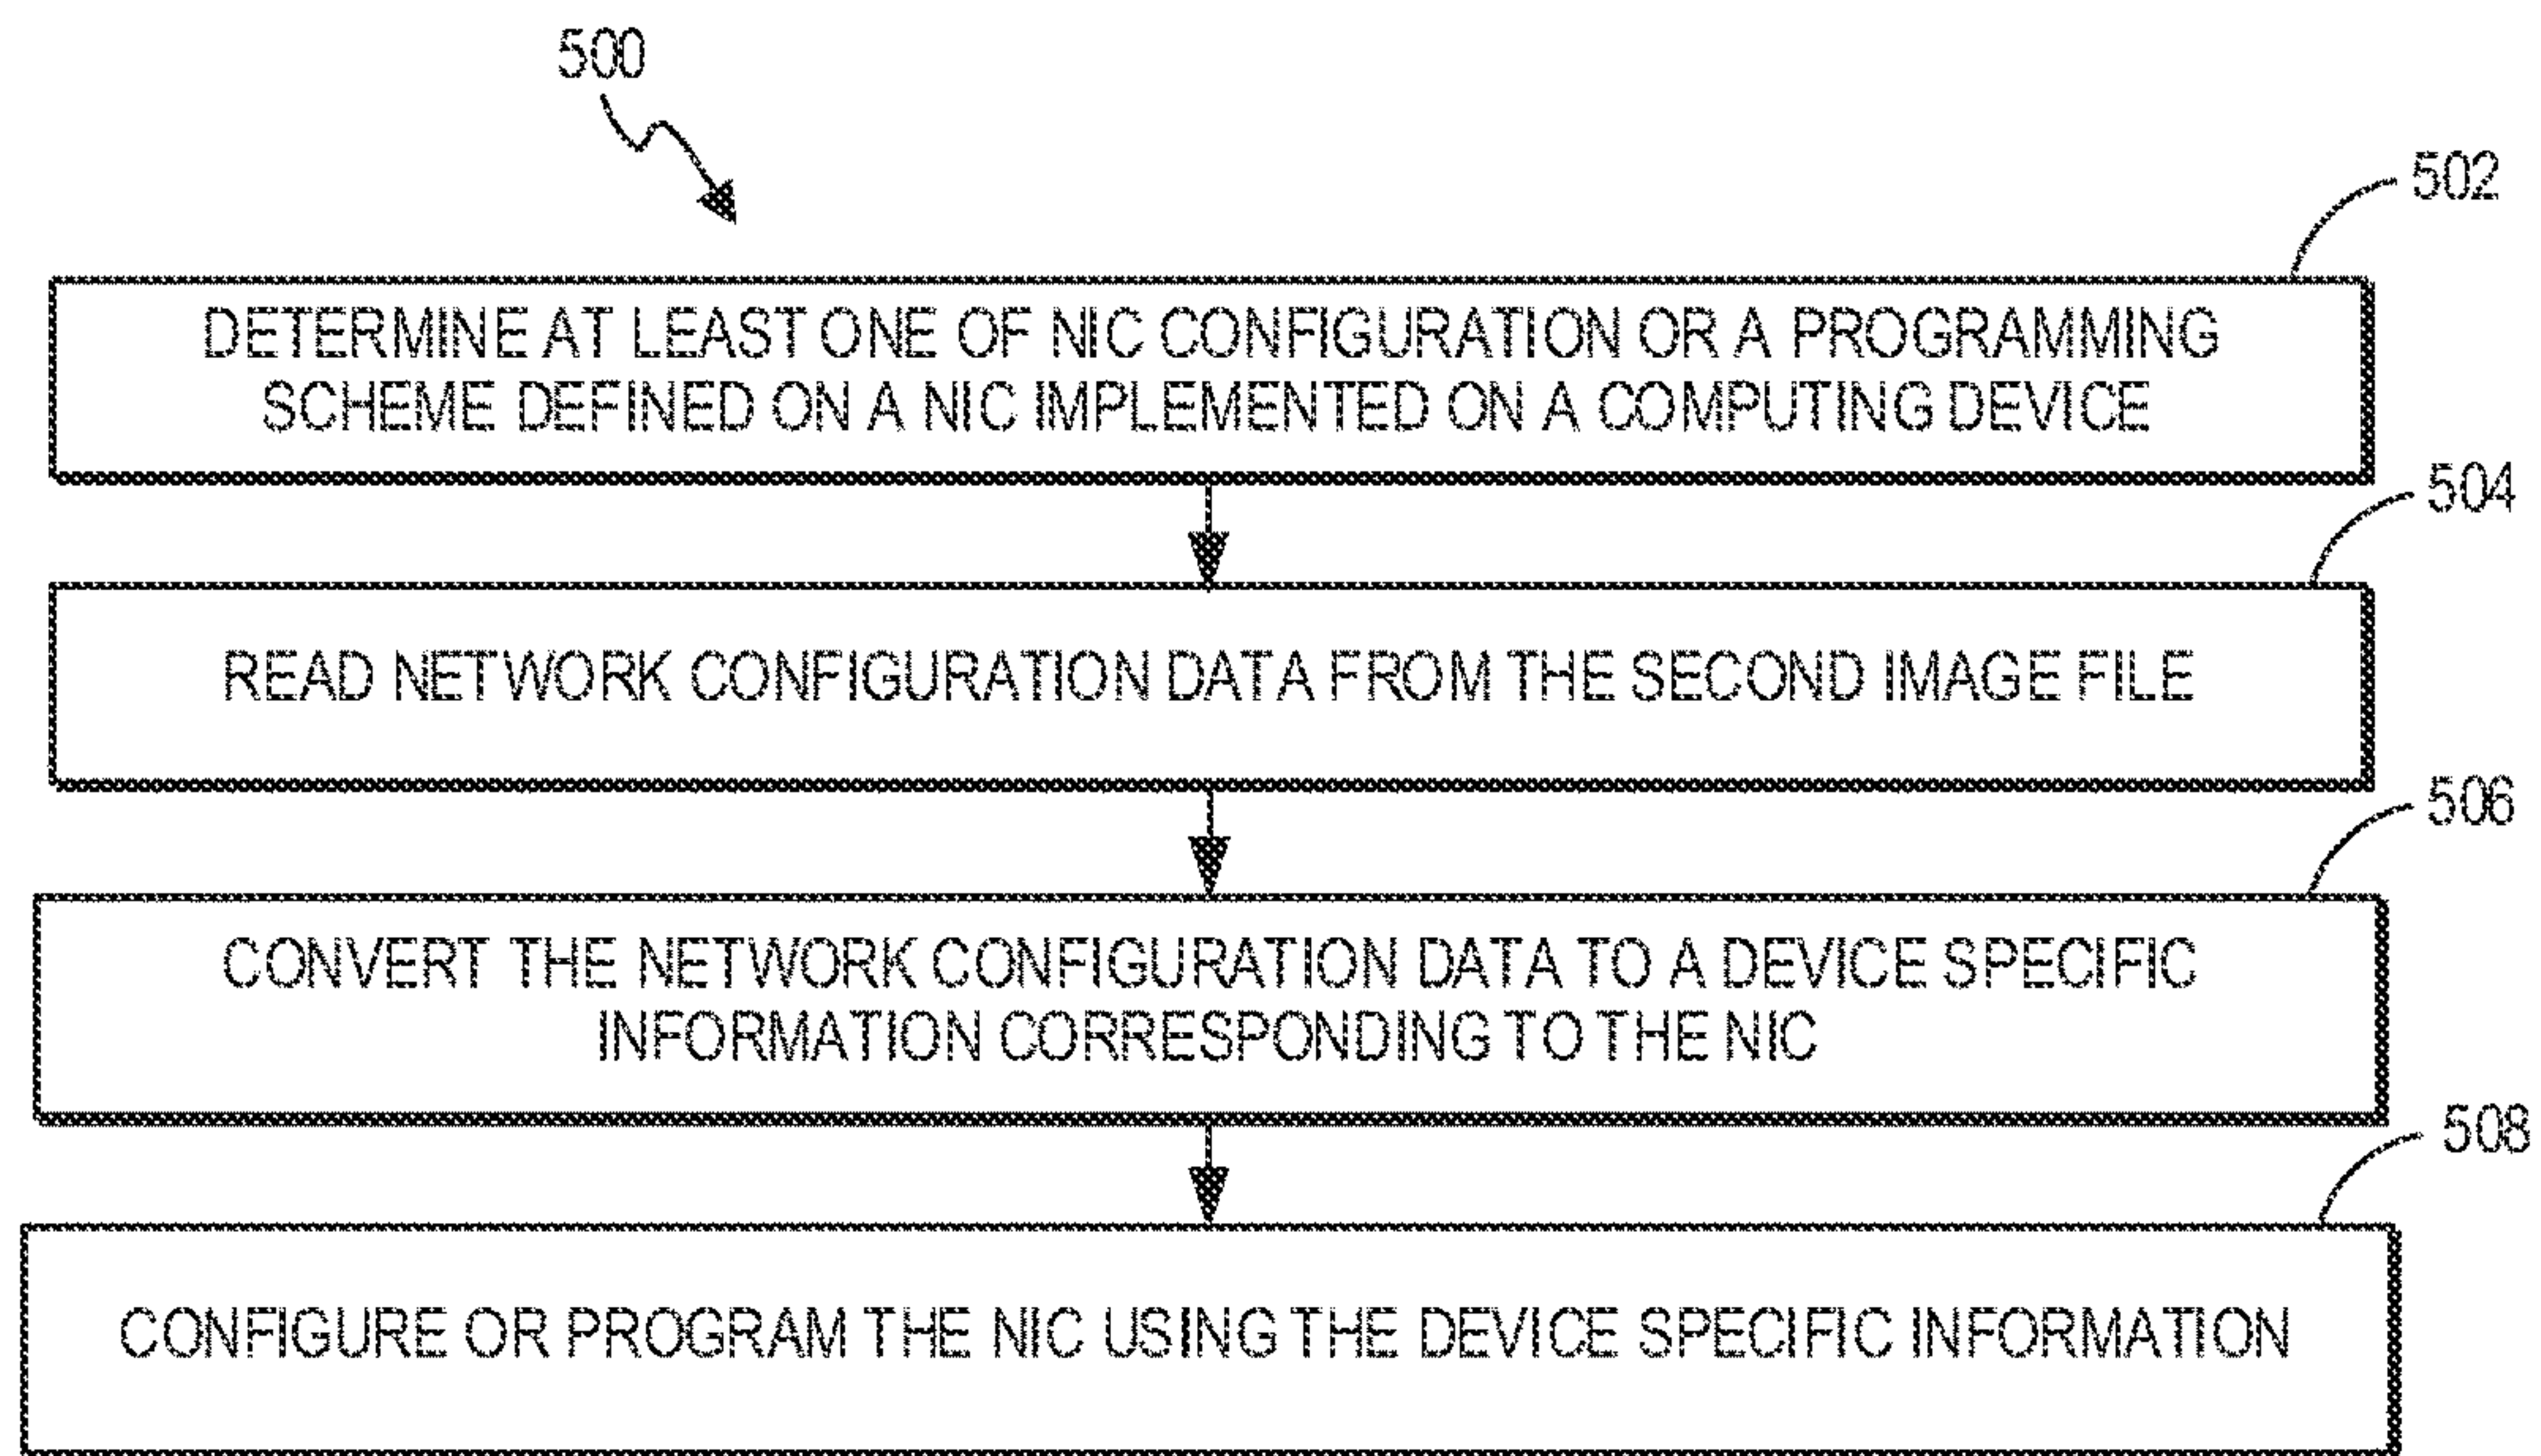 500
502
DETERMINE AT LEAST ONE OF NIC CONFIGURATION OR A PROGRAMMING
SCHEME DEFINED ON A NIC IMPLEMENTED ON A COMPUTING DEVICE
504
READ NETWORK CONFIGURATION DATA FROM THE SECOND IMAGE FILE
506
CONVERT THE NETWORK CONFIGURATION DATA TO A DEVICE SPECIFIC
INFORMATION CORRESPONDING TO THE NIC
508
CONFIGURE OR PROGRAM THE NIC USING THE DEVICE SPECIFIC INFORMATION